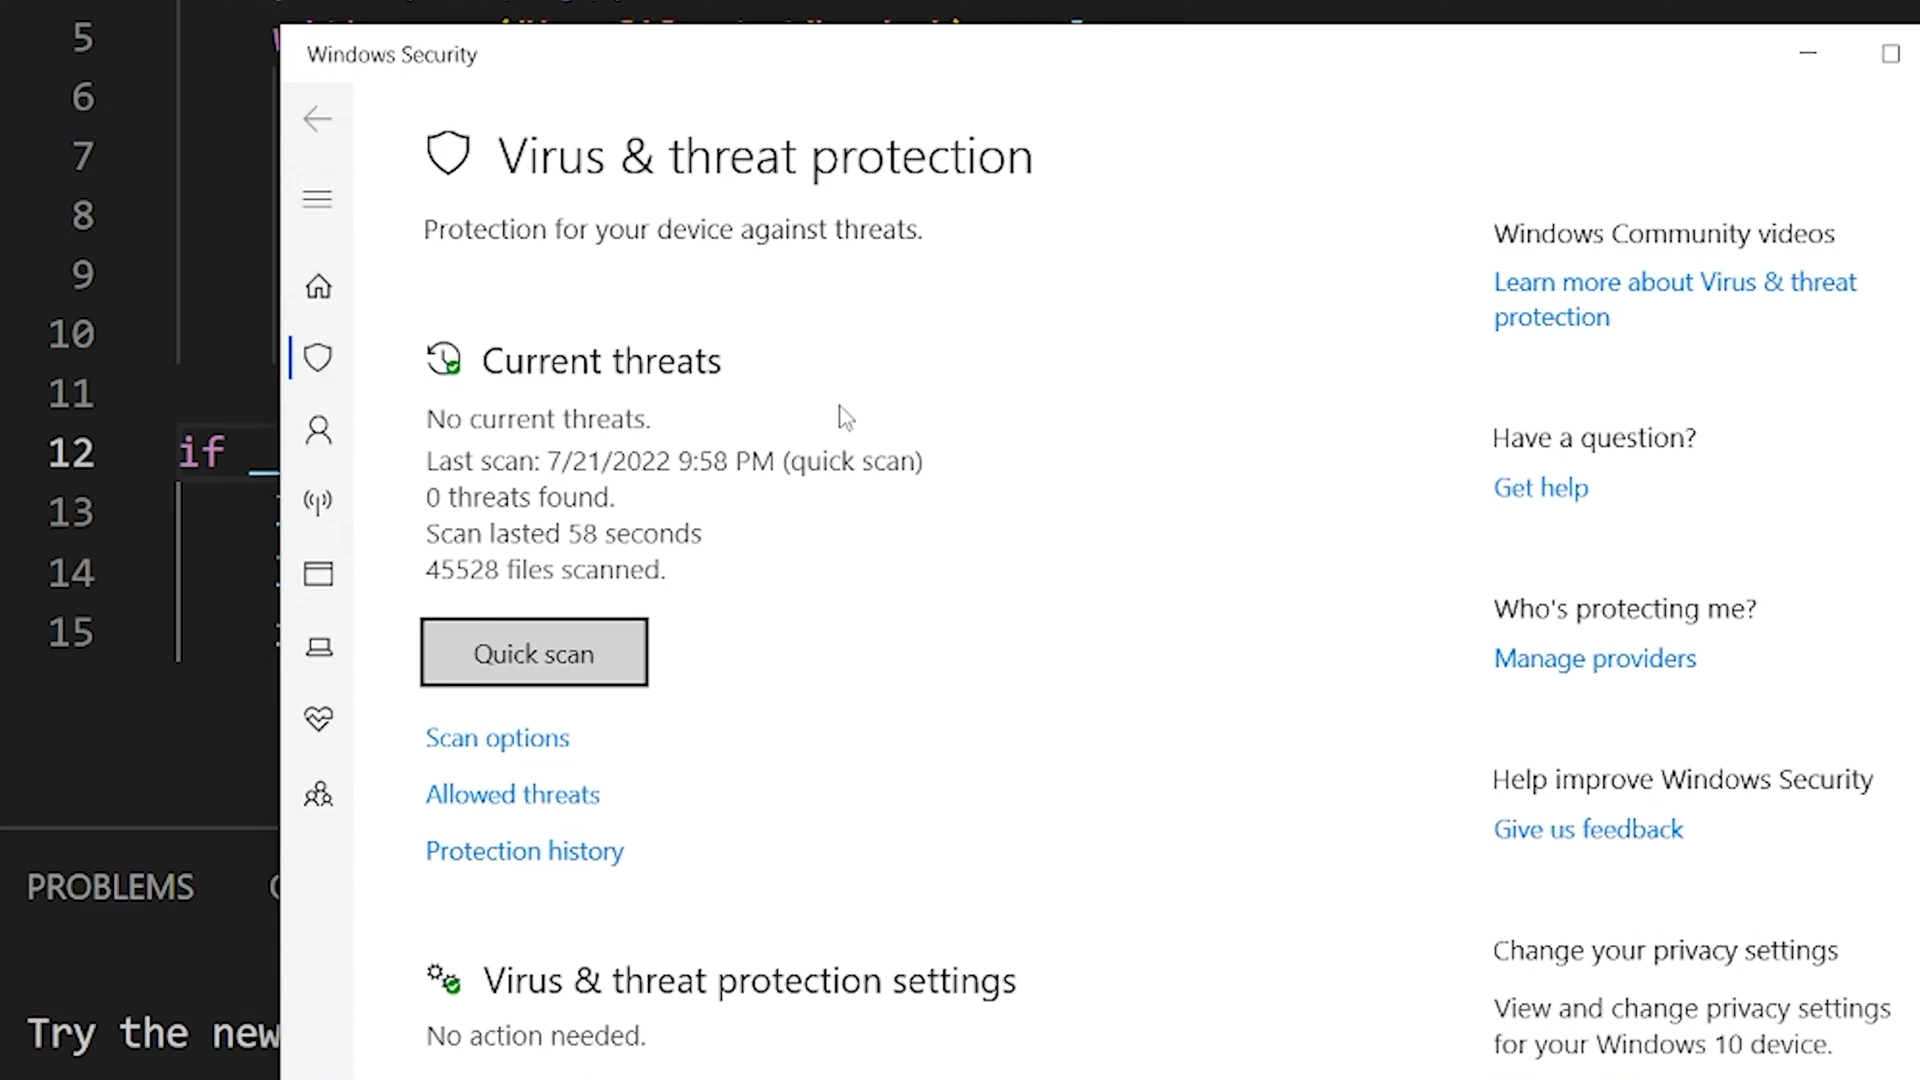 5
6
7
8
9
10
11
12 if
13
14
15
PROBLEMS
Try the new
Windows Security
Virus & threat protection
Protection for your device against threats.
Current threats
No current threats.
Last scan: 7/21/2022 9:58 PM (quick scan)
0 threats found.
Scan lasted 58 seconds
45528 files scanned.
Quick scan
Scan options
Allowed threats
Protection history
Virus & threat protection settings
No action needed.
Windows Community videos
Learn more about Virus & threat
protection
Have a question?
Get help
Who's protecting me?
Manage providers
Help improve Windows Security
Give us feedback
Change your privacy settings
View and change privacy settings
for your Windows 10 device.